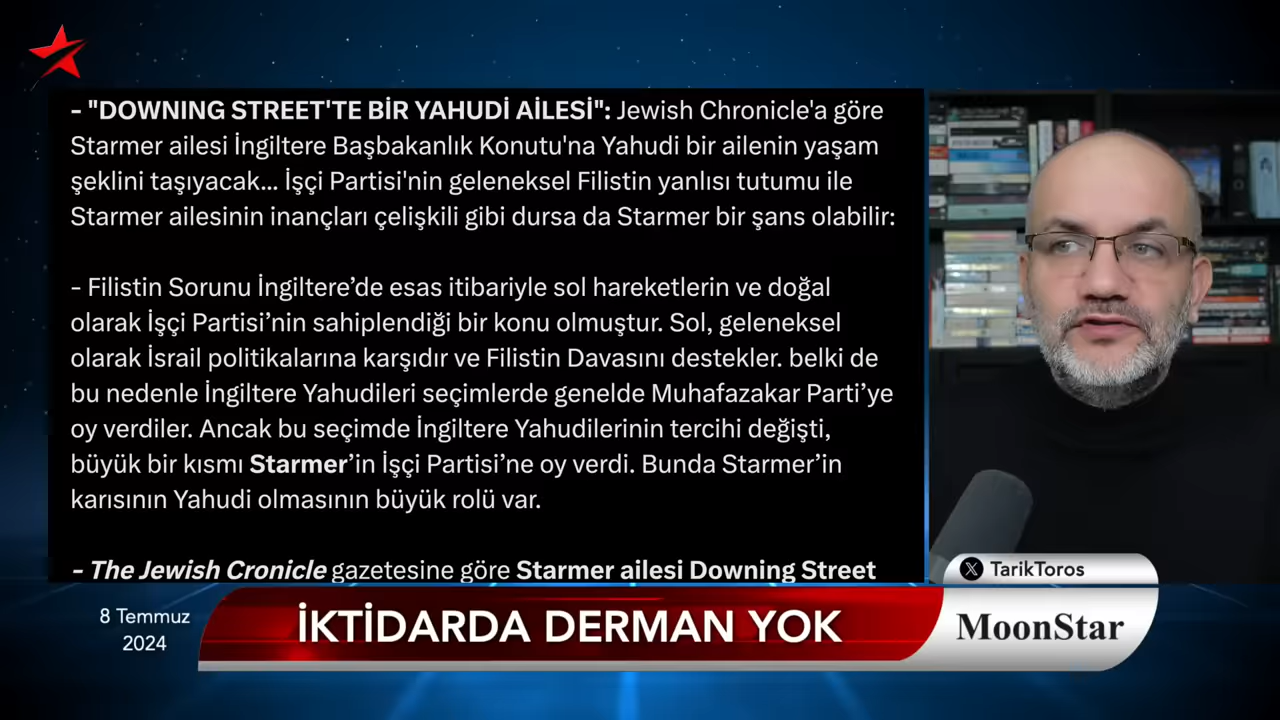 - "DOWNING STREET'TE BİR YAHUDİ AİLESİ": Jewish Chronicle'a göre
Starmer ailesi İngiltere Başbakanlık Konutu'na Yahudi bir ailenin yaşam
şeklini taşıyacak... İşçi Partisi'nin geleneksel Filistin yanlısı tutumu ile
Starmer ailesinin inançları çelişkili gibi dursa da Starmer bir şans olabilir:
- Filistin Sorunu İngiltere’de esas itibariyle sol hareketlerin ve doğal
olarak İşçi Partisi’nin sahiplendiği bir konu olmuştur. Sol, geleneksel
olarak İsrail politikalarına karşıdır ve Filistin Davasını destekler. belki de
bu nedenle İngiltere Yahudileri seçimlerde genelde Muhafazakar Parti’ye
oy verdiler. Ancak bu seçimde İngiltere Yahudilerinin tercihi değişti,
büyük bir kısmı Starmer’in İşçi Partisi’ne oy verdi. Bunda Starmer’in
karısının Yahudi olmasının büyük rolü var.
- The Jewish Cronicle gazetesine göre Starmer ailesi Downing Street
X TarikToros
8 Temmuz
2024
İKTİDARDA DERMAN YOK
MoonStar